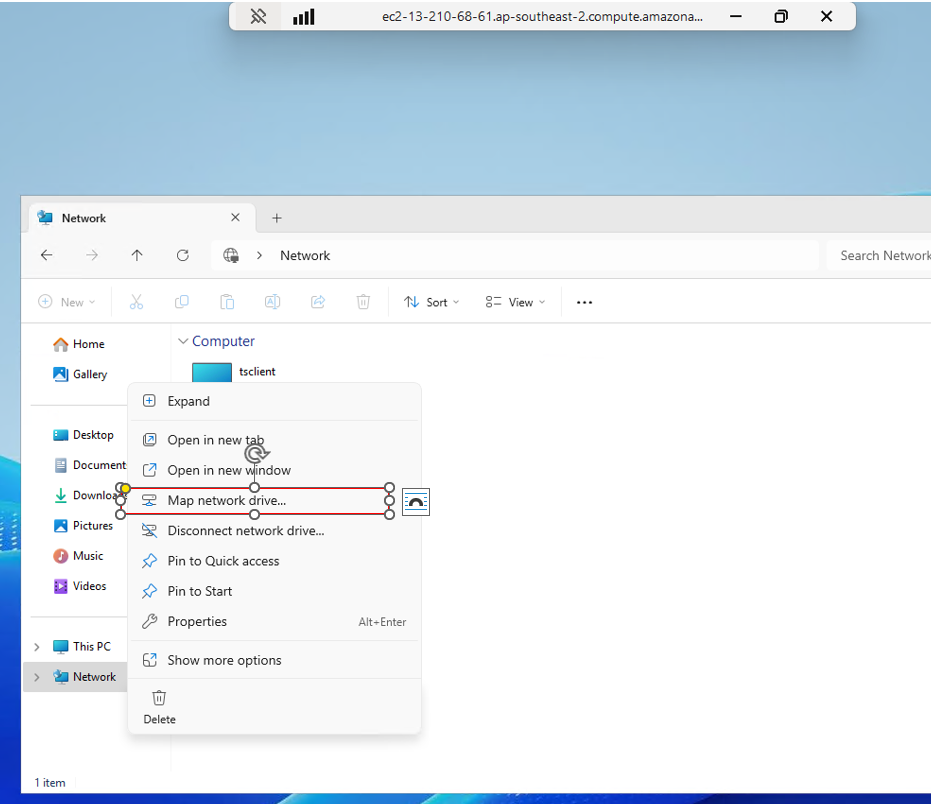 ec2-13-210-68-61.ap-southeast-2.compute.amazona...
Network
Network
Search Network
New
Sort
View
Home
Gallery
Desktop
Document
Downloa
Pictures
Music
Videos
This PC
Network
Computer
tsclient
Expand
Open in new tab
Open in new window
Map network drive...
Disconnect network drive...
Pin to Quick access
Pin to Start
Properties Alt+Enter
Show more options
Delete
1 item